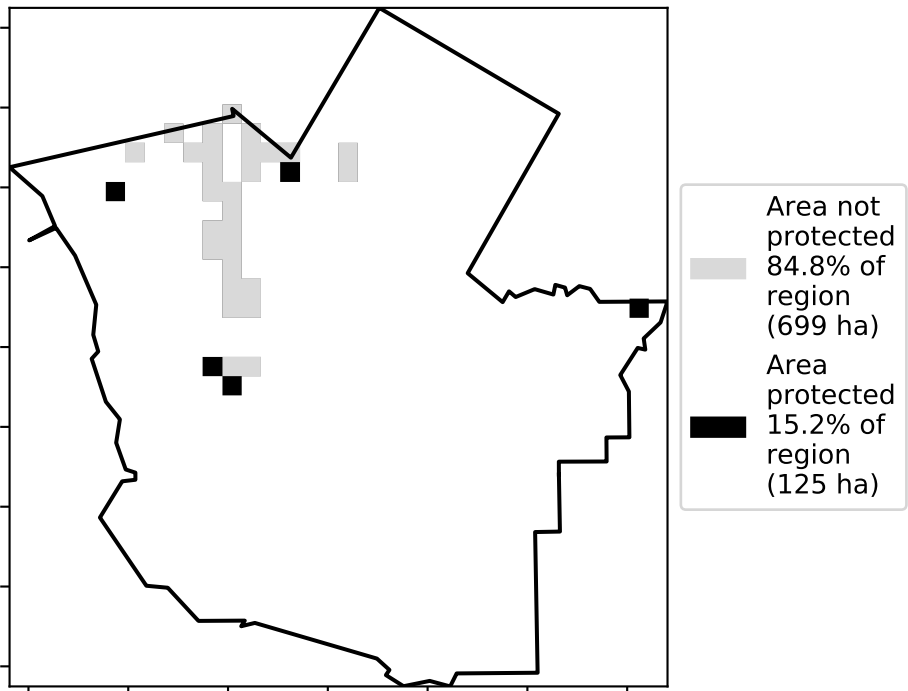 Area not
protected
84.8% of
region
(699 ha)
Area
protected
15.2% of
region
(125 ha)